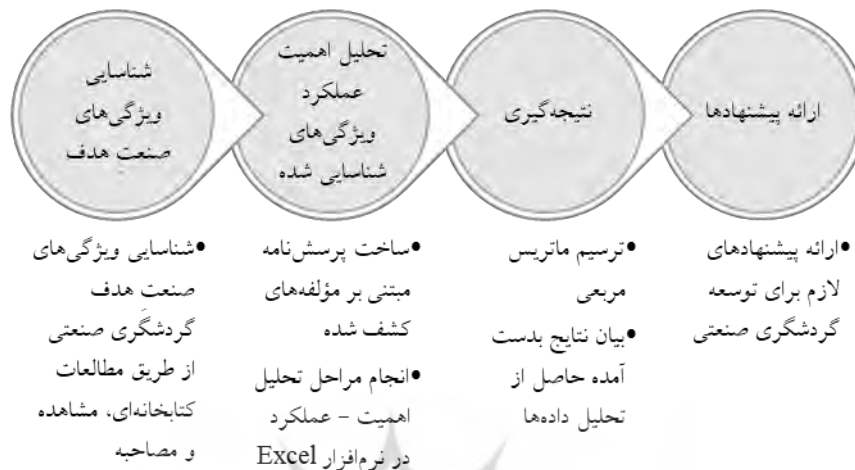 شناسایی
ویژگی‌های
صنعتِ هدف
تحلیل اهمیت
عملکرد
ویژگی‌های
شناسایی شده
نتیجه‌گیری
ارائه پیشنهادها
•شناسایی ویژگی‌های
صنعتِ هدف
گردشگری صنعتی
از طریق مطالعات
کتابخانه‌ای، مشاهده
و مصاحبه
•ساخت پرسش‌نامه
مبتنی بر مؤلفه‌های
کشف شده
•انجام مراحل تحلیل
اهمیت – عملکرد
در نرم‌افزار Excel
•ترسیم ماتریس
مربعی
•بیان نتایج بدست
آمده حاصل از
تحلیل داده‌ها
•ارائه پیشنهادهای
لازم برای توسعه
گردشگری صنعتی